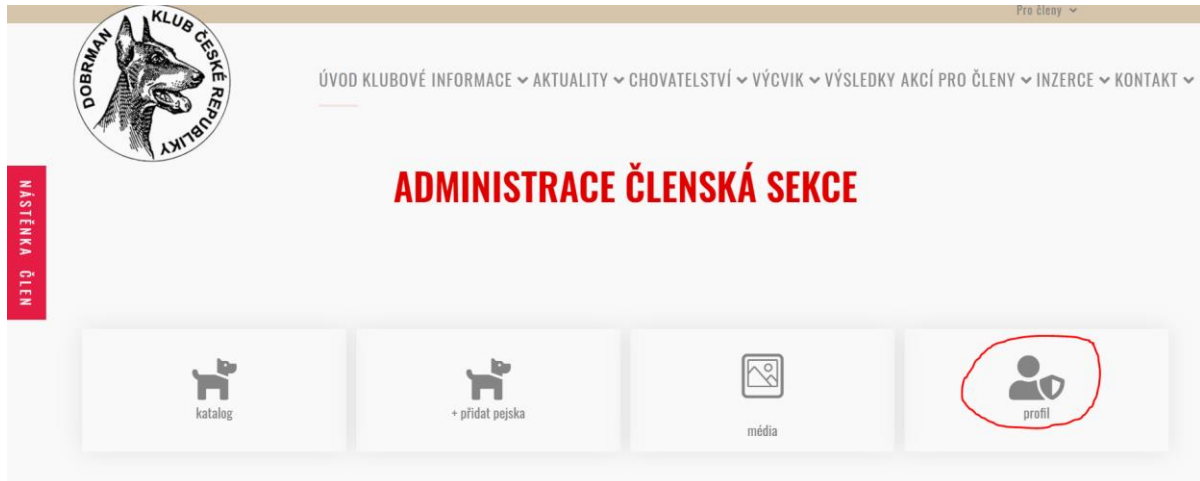 Pro členy
DOBRMAN KLUB ČESKÉ REPUBLIKY
ÚVOD KLUBOVÉ INFORMACE AKTUALITY CHOVATELSTVÍ VÝCVIK VÝSLEDKY AKCÍ PRO ČLENY INZERCE KONTAKT
ADMINISTRACE ČLENSKÁ SEKCE
NÁSTĚNKA ČLEN
katalog
+ přidat pejska
média
profil